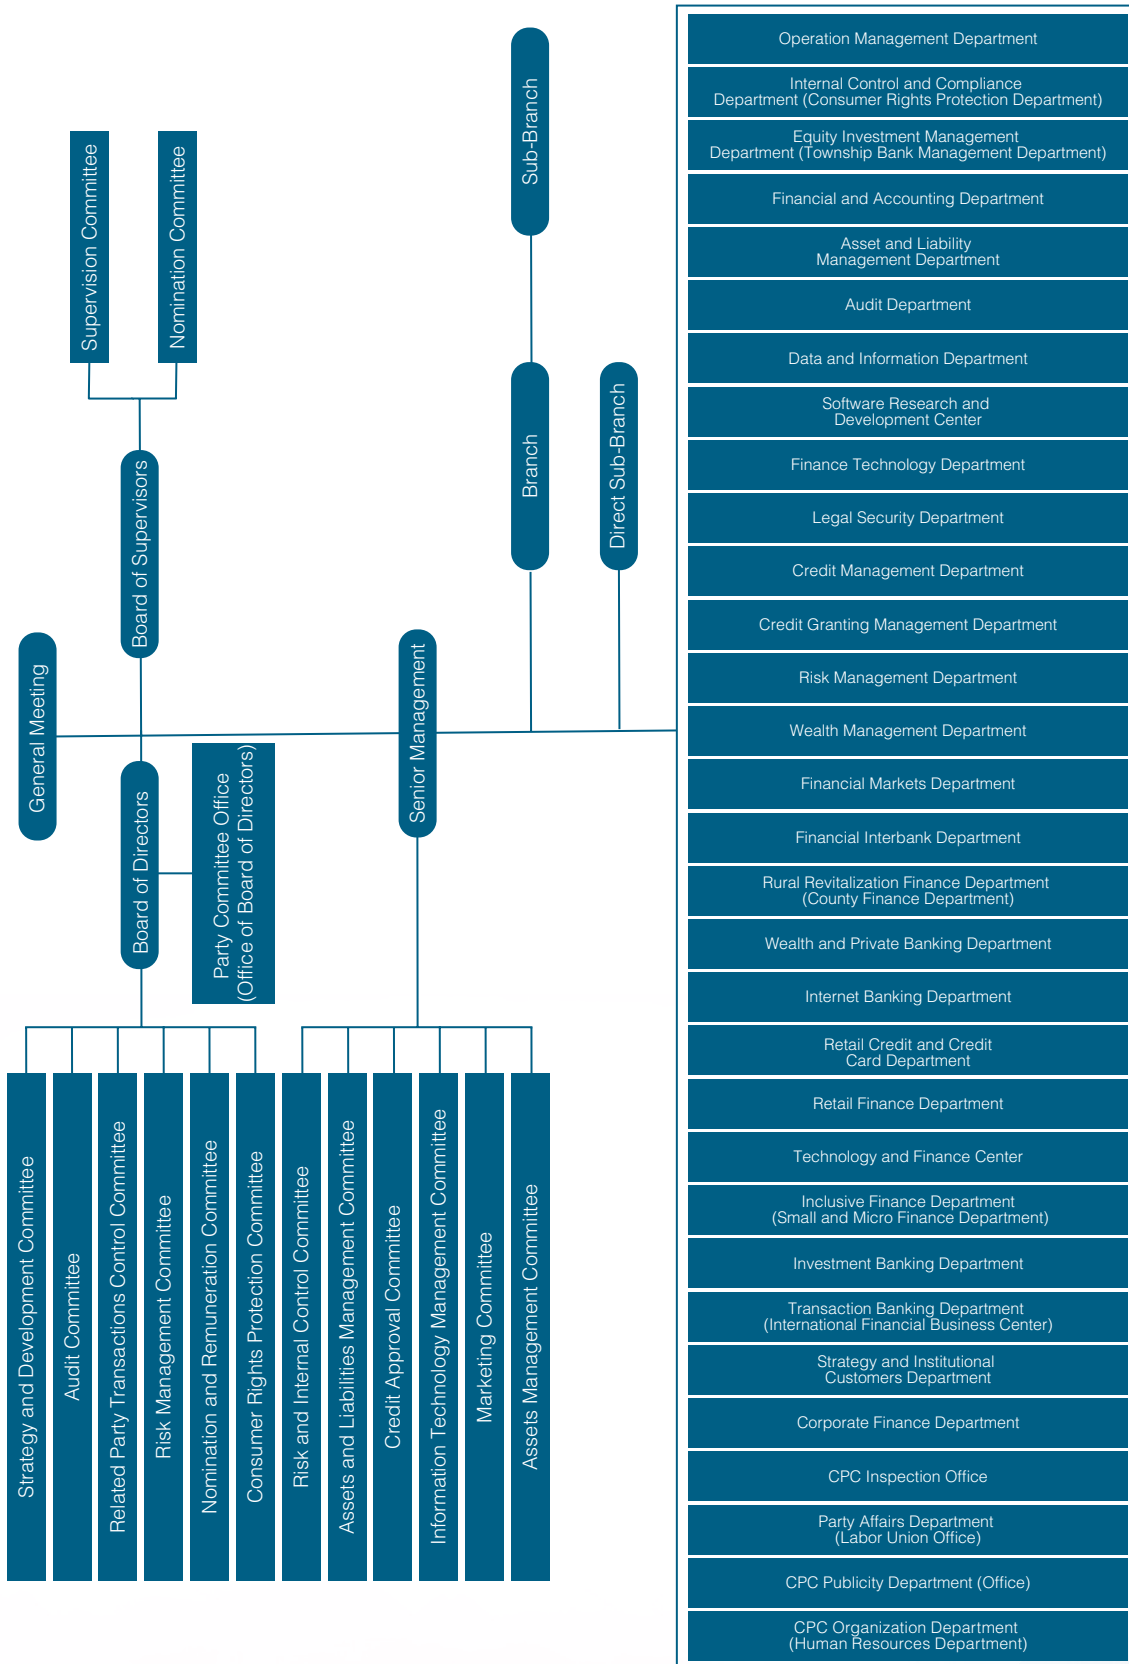 General Meeting
Board of Supervisors
Supervision Committee
Nomination Committee
Board of Directors
Party Committee Office
(Office of Board of Directors)
Strategy and Development Committee
Audit Committee
Related Party Transactions Control Committee
Risk Management Committee
Nomination and Remuneration Committee
Consumer Rights Protection Committee
Senior Management
Risk and Internal Control Committee
Assets and Liabilities Management Committee
Credit Approval Committee
Information Technology Management Committee
Marketing Committee
Assets Management Committee
Branch
Sub-Branch
Direct Sub-Branch
Operation Management Department
Internal Control and Compliance
Department (Consumer Rights Protection Department)
Equity Investment Management
Department (Township Bank Management Department)
Financial and Accounting Department
Asset and Liability
Management Department
Audit Department
Data and Information Department
Software Research and
Development Center
Finance Technology Department
Legal Security Department
Credit Management Department
Credit Granting Management Department
Risk Management Department
Wealth Management Department
Financial Markets Department
Financial Interbank Department
Rural Revitalization Finance Department
(County Finance Department)
Wealth and Private Banking Department
Internet Banking Department
Retail Credit and Credit
Card Department
Retail Finance Department
Technology and Finance Center
Inclusive Finance Department
(Small and Micro Finance Department)
Investment Banking Department
Transaction Banking Department
(International Financial Business Center)
Strategy and Institutional
Customers Department
Corporate Finance Department
CPC Inspection Office
Party Affairs Department
(Labor Union Office)
CPC Publicity Department (Office)
CPC Organization Department
(Human Resources Department)